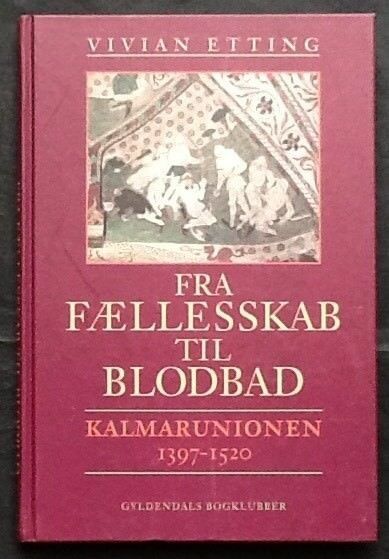 VIVIAN ETTING
FRA
FÆLLESSKAB
TIL
BLODBAD
KALMARUNIONEN
1397-1520
GYLDENDALS BOGKLUBBER